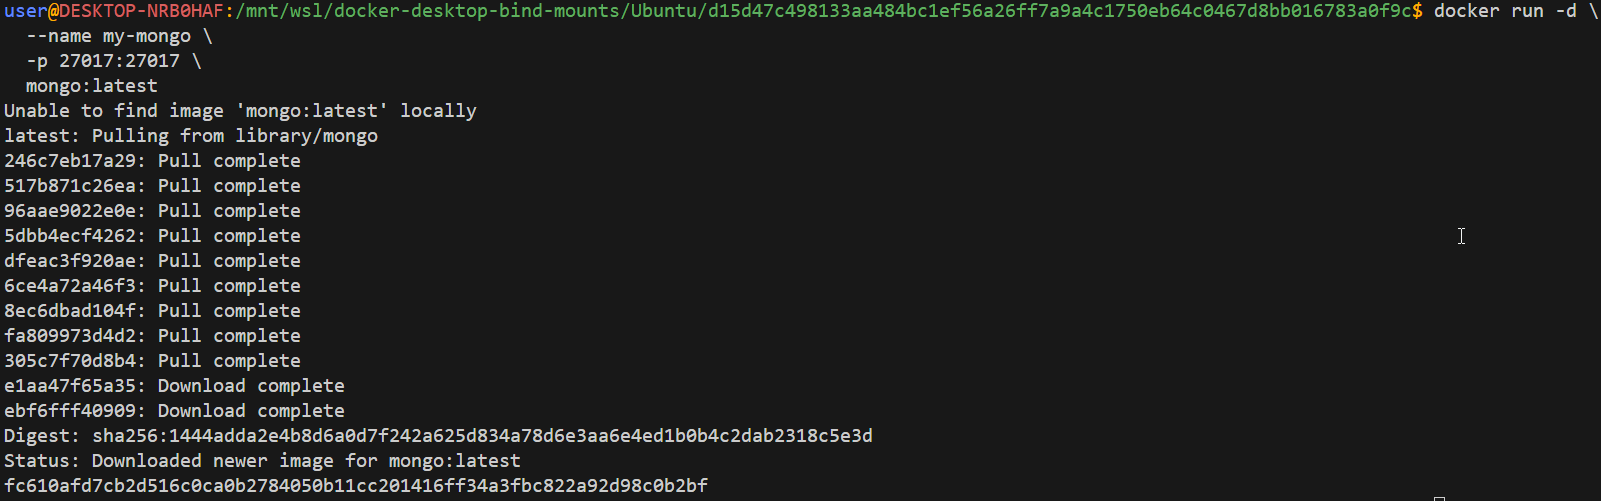 user@DESKTOP-NRB0HAF:/mnt/wsl/docker-desktop-bind-mounts/Ubuntu/d15d47c498133aa484bc1ef56a26ff7a9a4c1750eb64c0467d8bb016783a0f9c$ docker run -d \
  --name my-mongo \
  -p 27017:27017 \
  mongo:latest
Unable to find image 'mongo:latest' locally
latest: Pulling from library/mongo
246c7eb17a29: Pull complete
517b871c26ea: Pull complete
96aae9022e0e: Pull complete
5dbb4ecf4262: Pull complete
dfeac3f920ae: Pull complete
6ce4a72a46f3: Pull complete
8ec6dbad104f: Pull complete
fa809973d4d2: Pull complete
305c7f70d8b4: Pull complete
e1aa47f65a35: Download complete
ebf6fff40909: Download complete
Digest: sha256:1444adda2e4b8d6a0d7f242a625d834a78d6e3aa6e4ed1b0b4c2dab2318c5e3d
Status: Downloaded newer image for mongo:latest
fc610afd7cb2d516c0ca0b2784050b11cc201416ff34a3fbc822a92d98c0b2bf